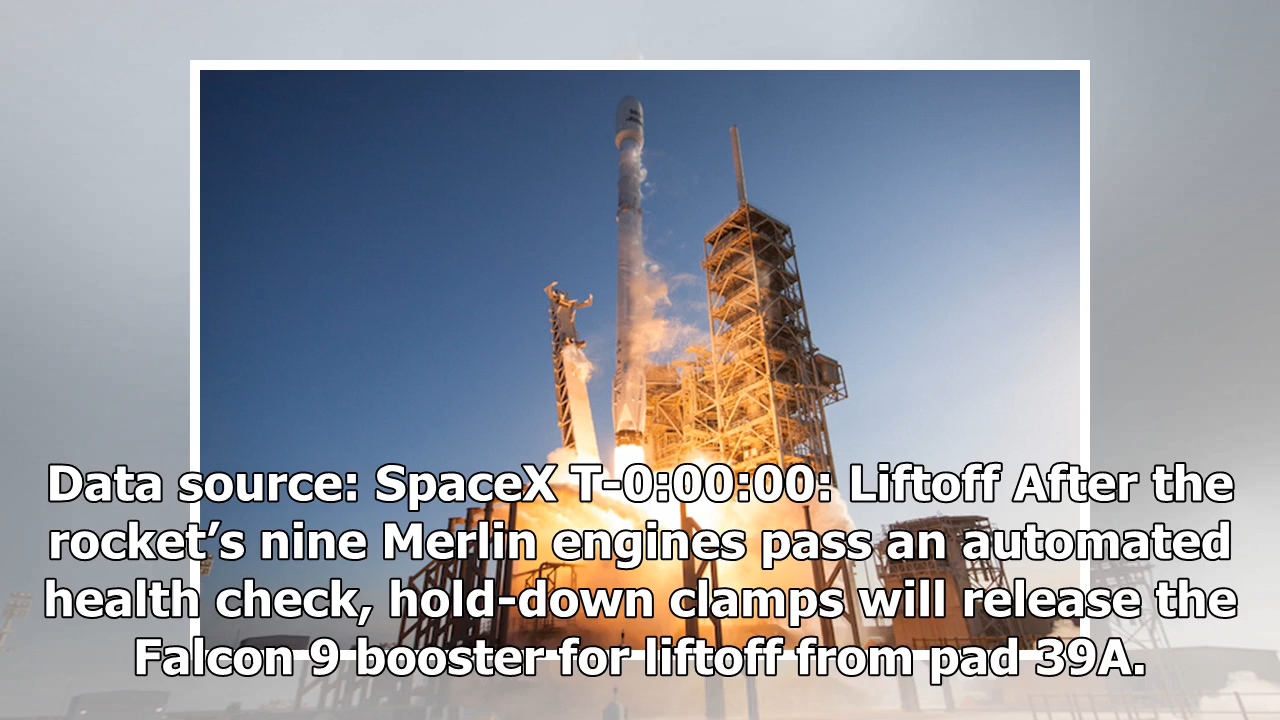 Data source: SpaceX T-0:00:00: Liftoff After the
rocket’s nine Merlin engines pass an automated
health check, hold-down clamps will release the
Falcon 9 booster for liftoff from pad 39A.